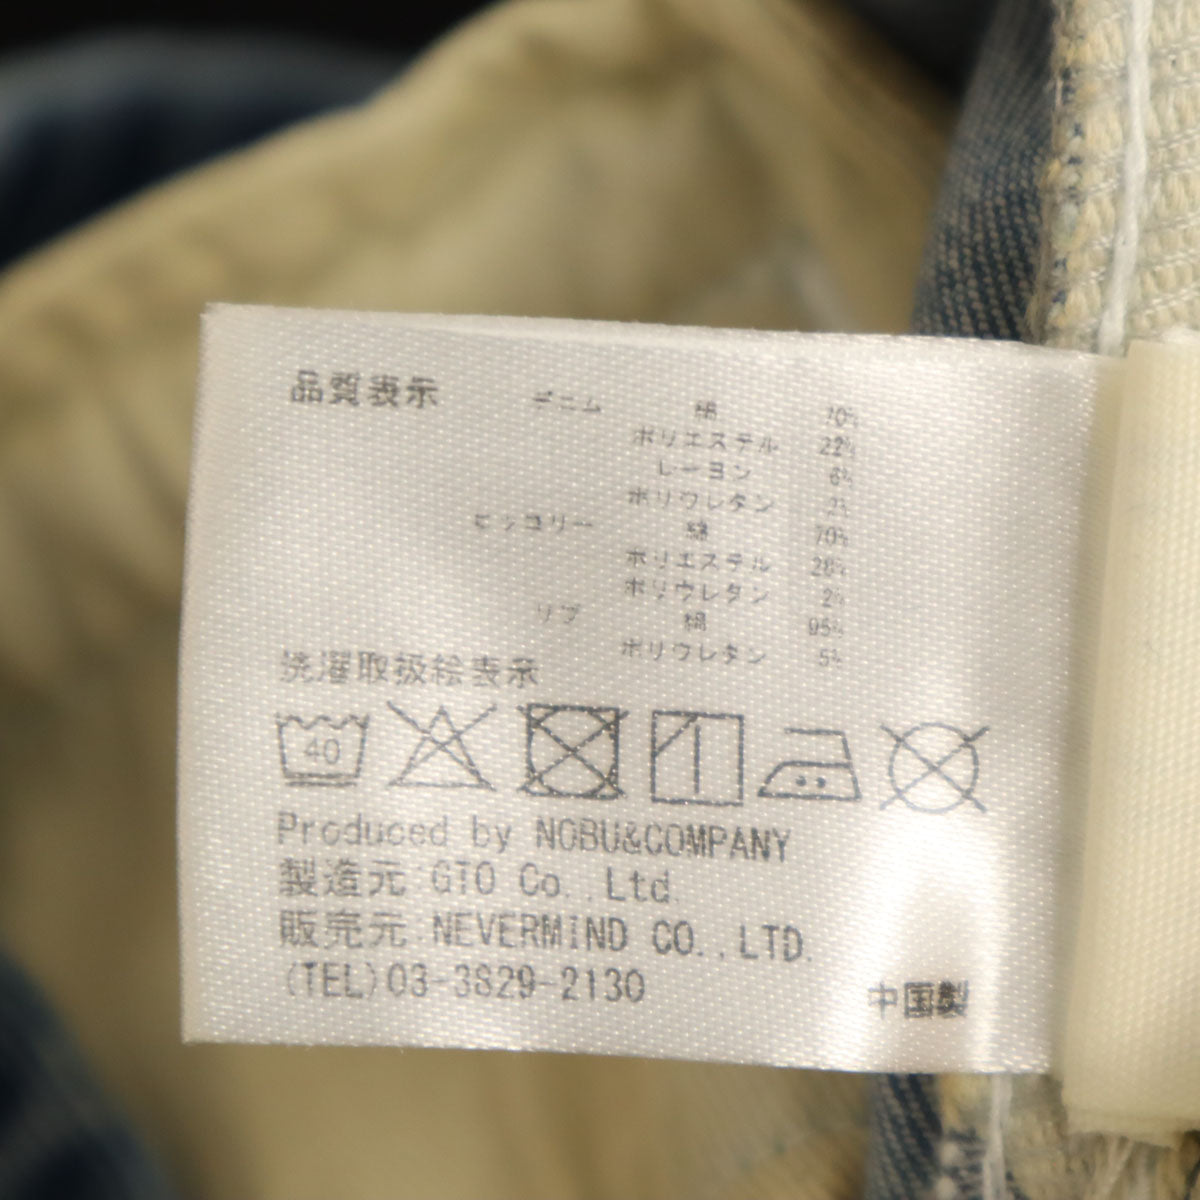 品質表示 デニム 綿 70%
ポリエステル 22%
レーヨン 6%
ポリウレタン 2%
ヒッコリー 綿 70%
ポリエステル 28%
ポリウレタン 2%
リブ 綿 95%
ポリウレタン 5%
洗濯取扱絵表示
40
Produced by NOBU&COMPANY
製造元:GTO Co.,Ltd.
販売元:NEVERMIND CO.,LTD.
(TEL)03-3829-2130
中国製